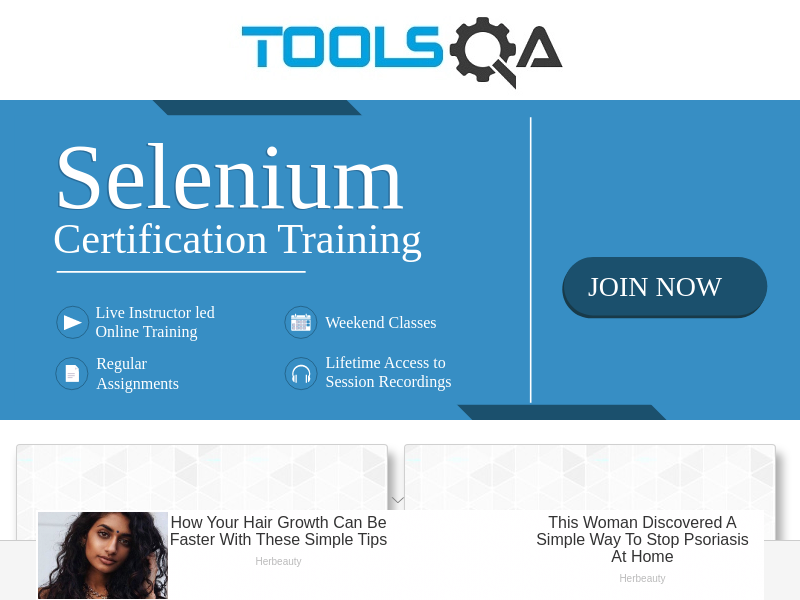 TOOLSQA
Selenium
Certification Training
JOIN NOW
Live Instructor led
Online Training
Weekend Classes
Regular
Assignments
Lifetime Access to
Session Recordings
How Your Hair Growth Can Be
Faster With These Simple Tips
Herbeauty
This Woman Discovered A
Simple Way To Stop Psoriasis
At Home
Herbeauty